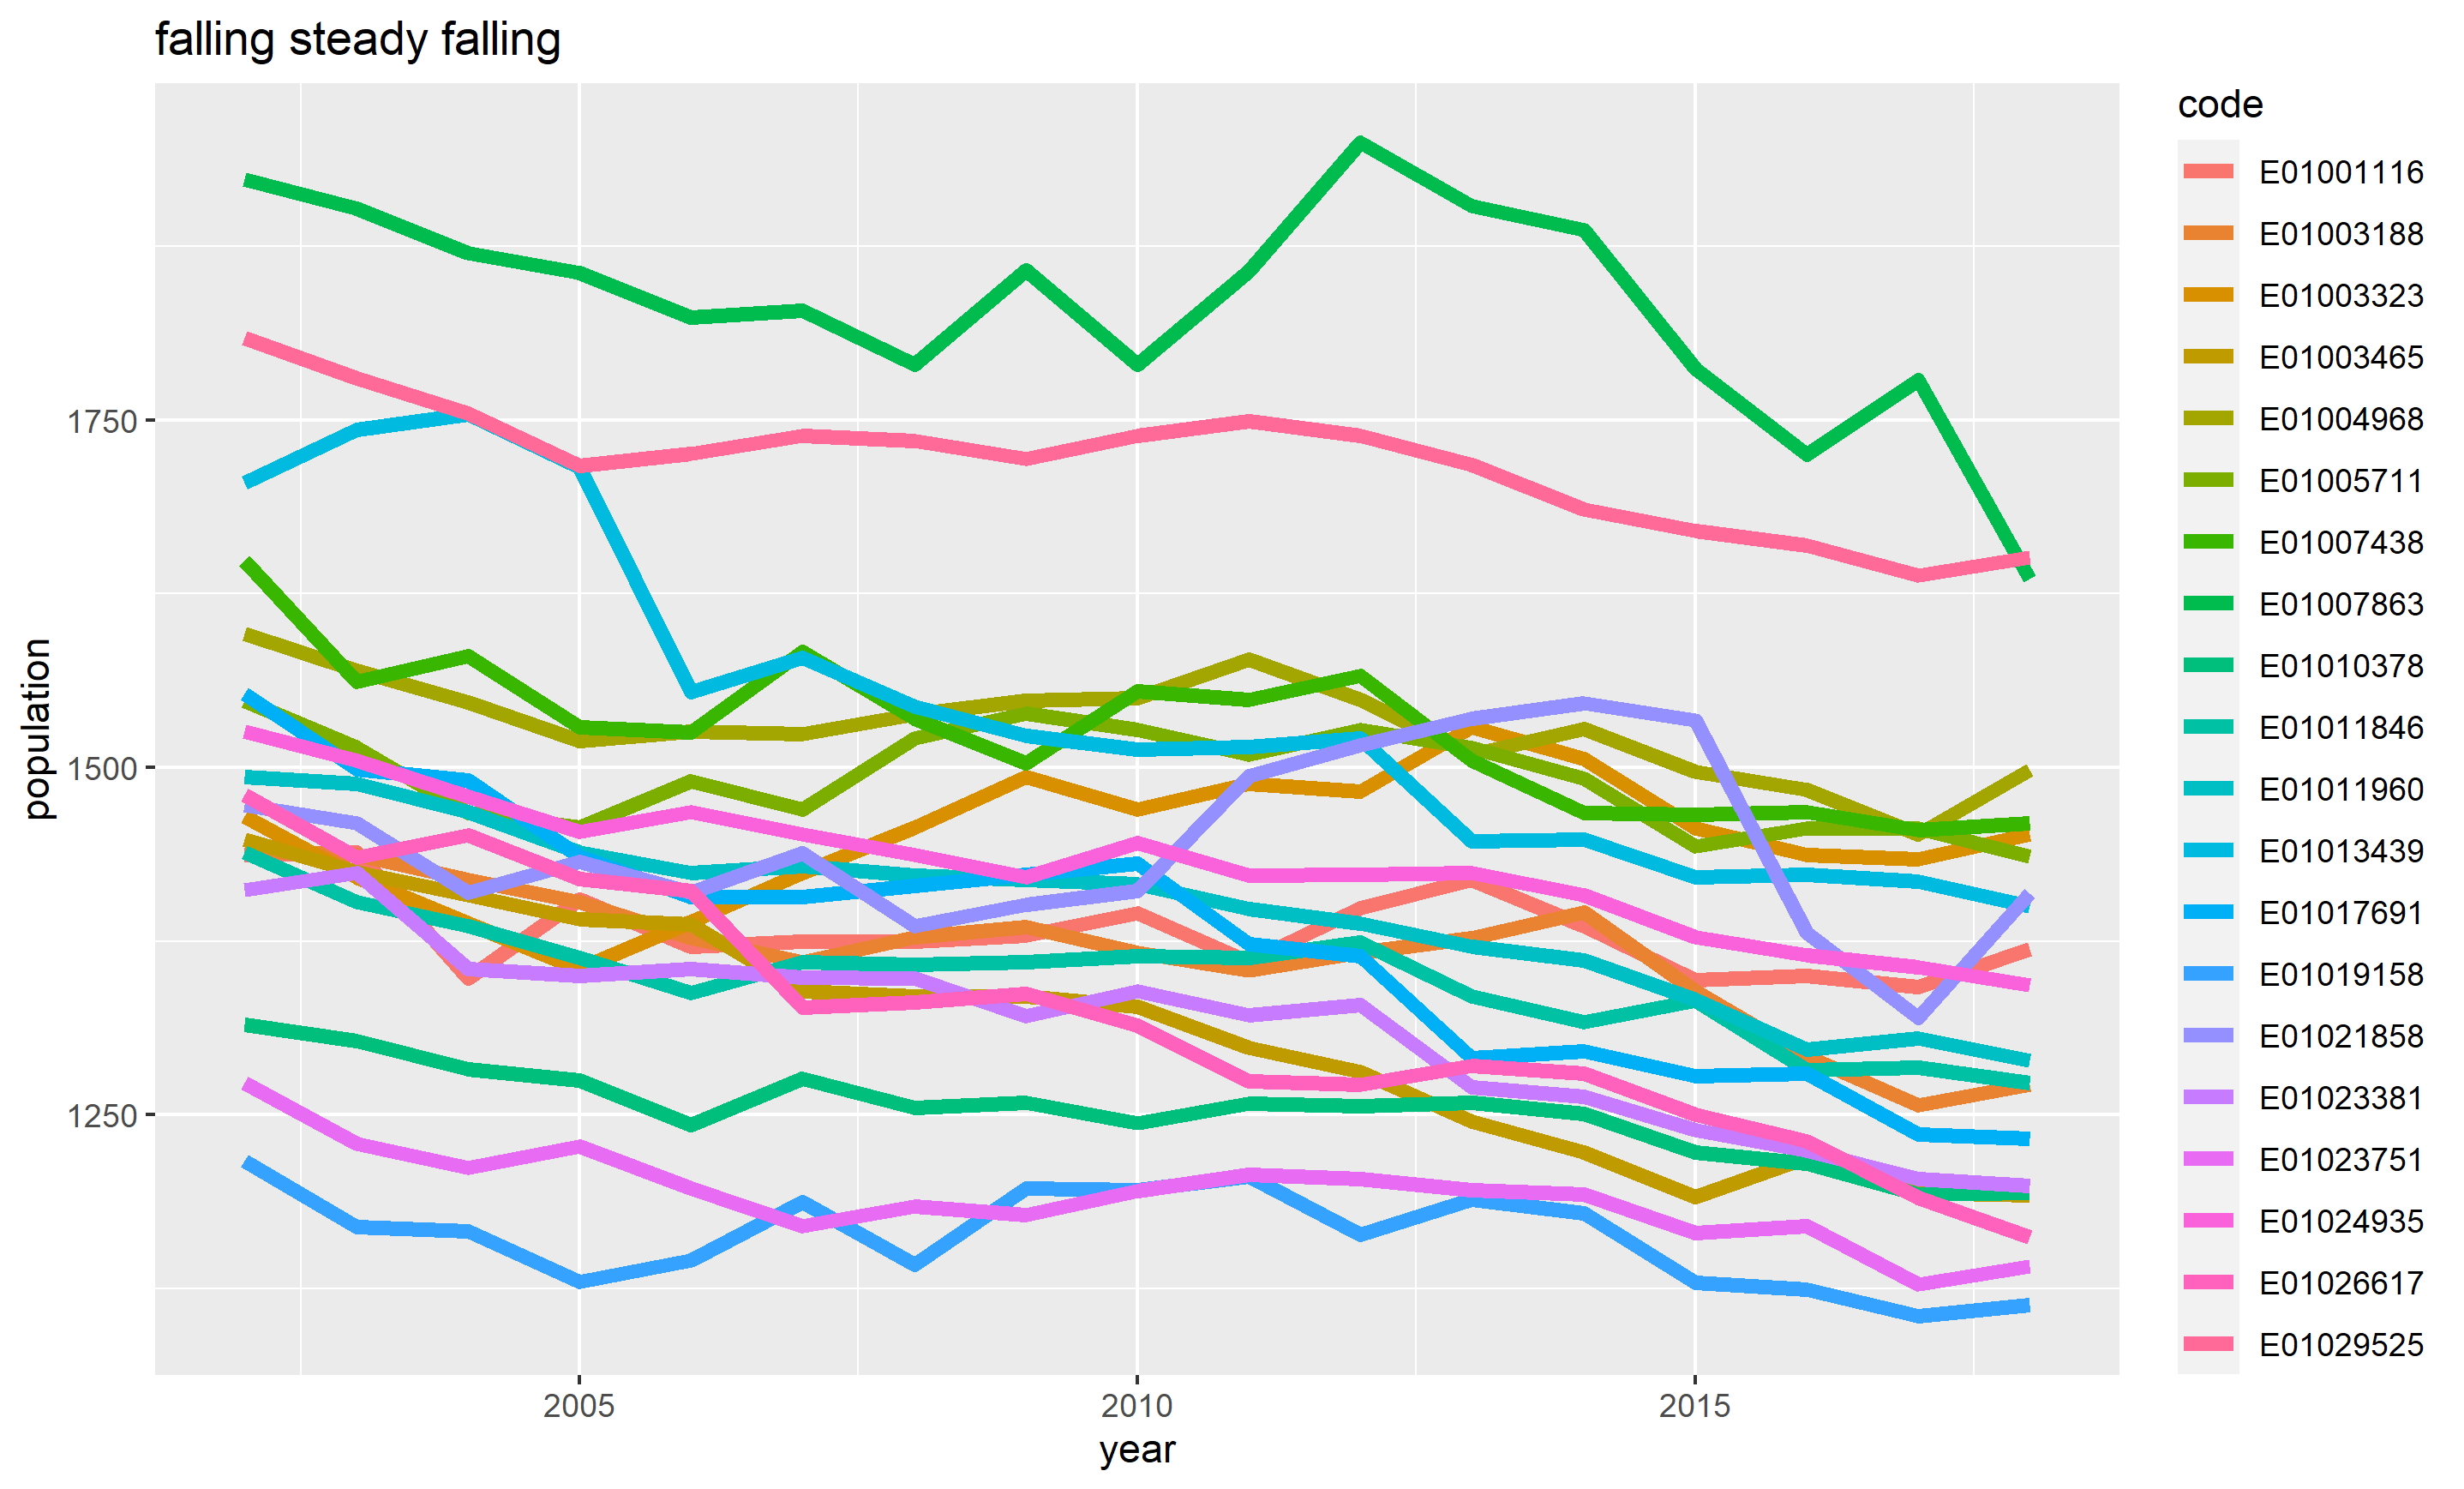 falling steady falling
population
1750
1500
1250
2005
2010
2015
year
code
E01001116
E01003188
E01003323
E01003465
E01004968
E01005711
E01007438
E01007863
E01010378
E01011846
E01011960
E01013439
E01017691
E01019158
E01021858
E01023381
E01023751
E01024935
E01026617
E01029525